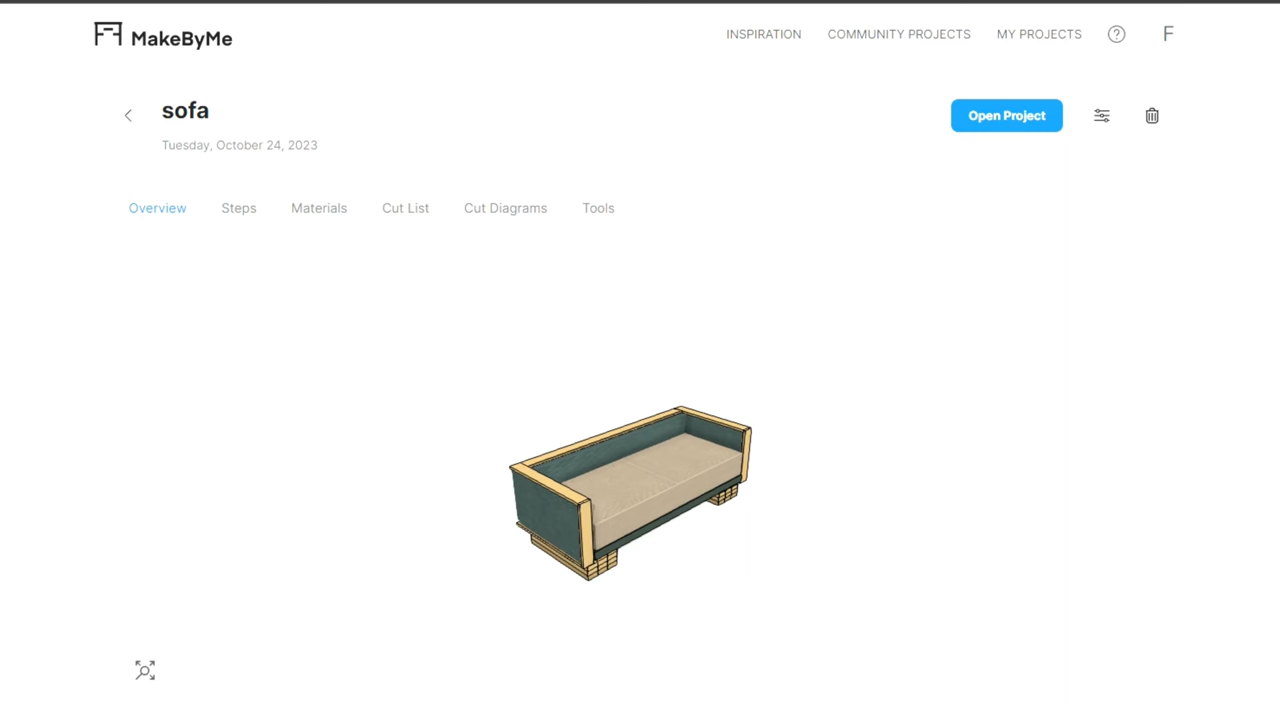 MakeByMe
INSPIRATION COMMUNITY PROJECTS MY PROJECTS ? F
sofa
Open Project
Tuesday, October 24, 2023
Overview Steps Materials Cut List Cut Diagrams Tools